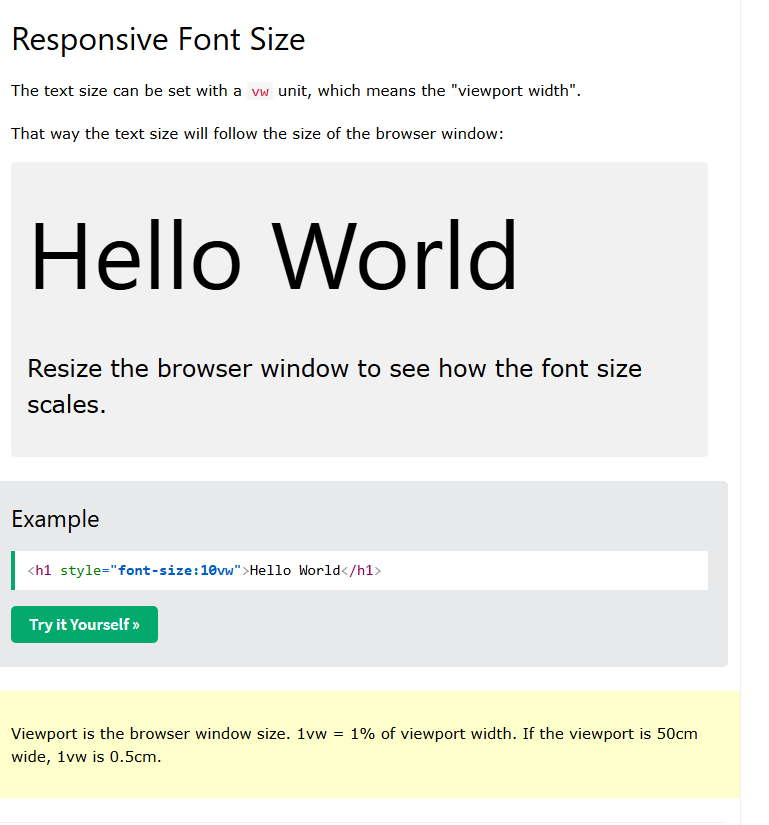 Responsive Font Size
The text size can be set with a vw unit, which means the "viewport width".
That way the text size will follow the size of the browser window:
Hello World
Resize the browser window to see how the font size
scales.
Example
<h1 style="font-size:10vw">Hello World</h1>
Try it Yourself »
Viewport is the browser window size. 1vw = 1% of viewport width. If the viewport is 50cm
wide, 1vw is 0.5cm.